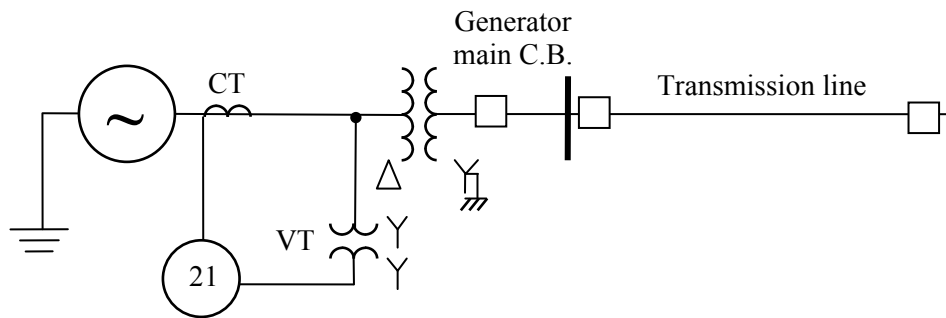 Generator
main C.B.
CT
Transmission line
~
Δ
VT
21